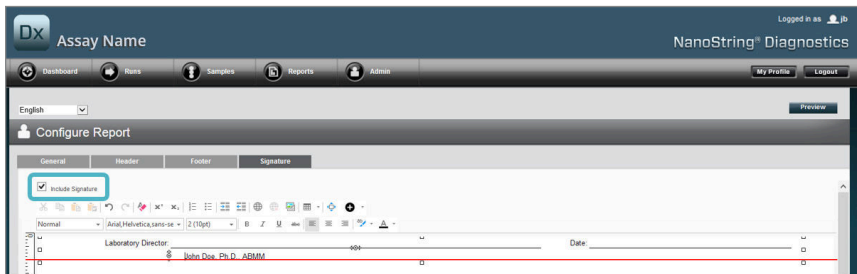 Logged in as jb
Dx Assay Name
NanoString® Diagnostics
Dashboard Runs Samples Reports Admin My Profile Logout
English Preview
Configure Report
General Header Footer Signature
Include Signature
Normal Arial,Helvetica,sans-se 2 (10pt) B I U abc A
Laboratory Director: Date:
John Doe, Ph.D., ABMM